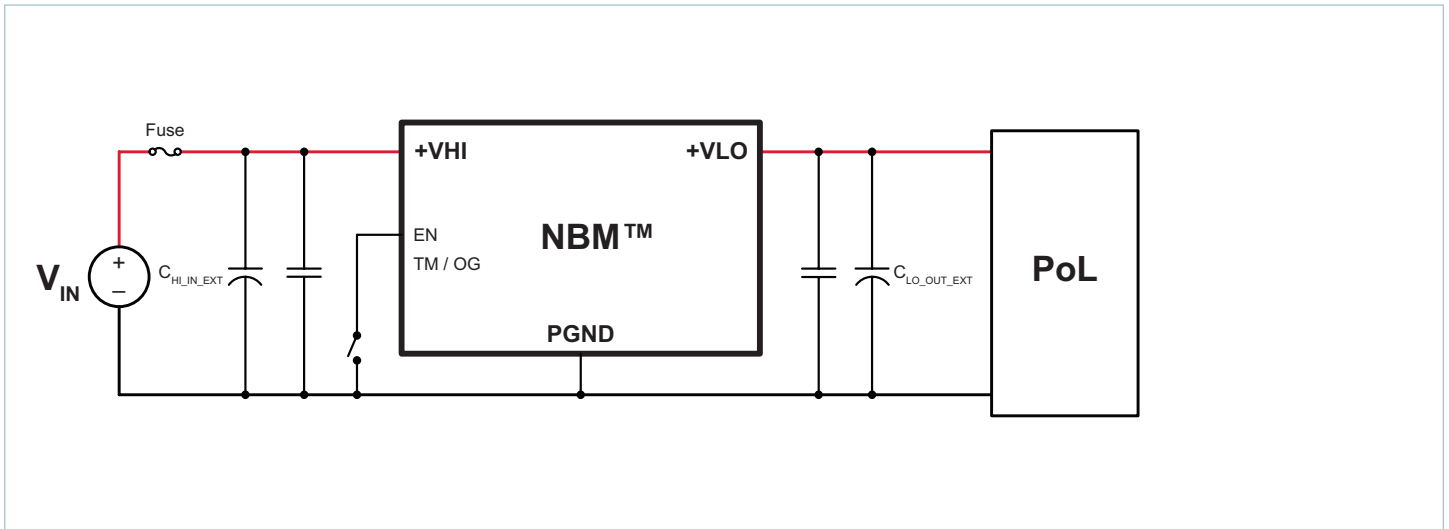 Fuse
+VHI
+VLO
EN
TM / OG
NBM™
PGND
V_IN
+
–
C_HI_IN_EXT
C_LO_OUT_EXT
PoL